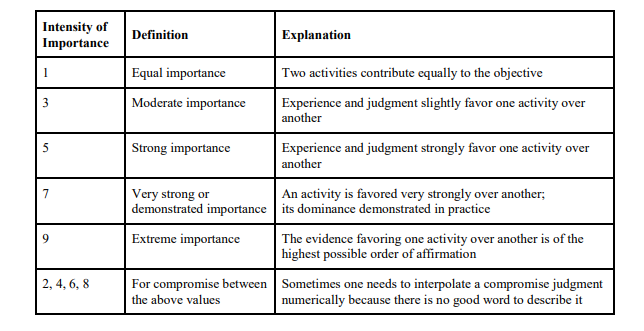 Intensity of
Importance
Definition
Explanation
1
Equal importance
Two activities contribute equally to the objective
3
Moderate importance
Experience and judgment slightly favor one activity over
another
5
Strong importance
Experience and judgment strongly favor one activity over
another
7
Very strong or
demonstrated importance
An activity is favored very strongly over another;
its dominance demonstrated in practice
9
Extreme importance
The evidence favoring one activity over another is of the
highest possible order of affirmation
2, 4, 6, 8
For compromise between
the above values
Sometimes one needs to interpolate a compromise judgment
numerically because there is no good word to describe it